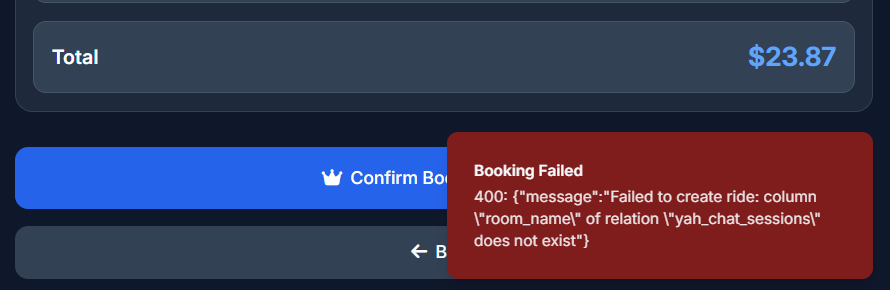 Total
$23.87
Confirm Boo
Booking Failed
400: {"message":"Failed to create ride: column
\"room_name\" of relation \"yah_chat_sessions\"
does not exist"}
B